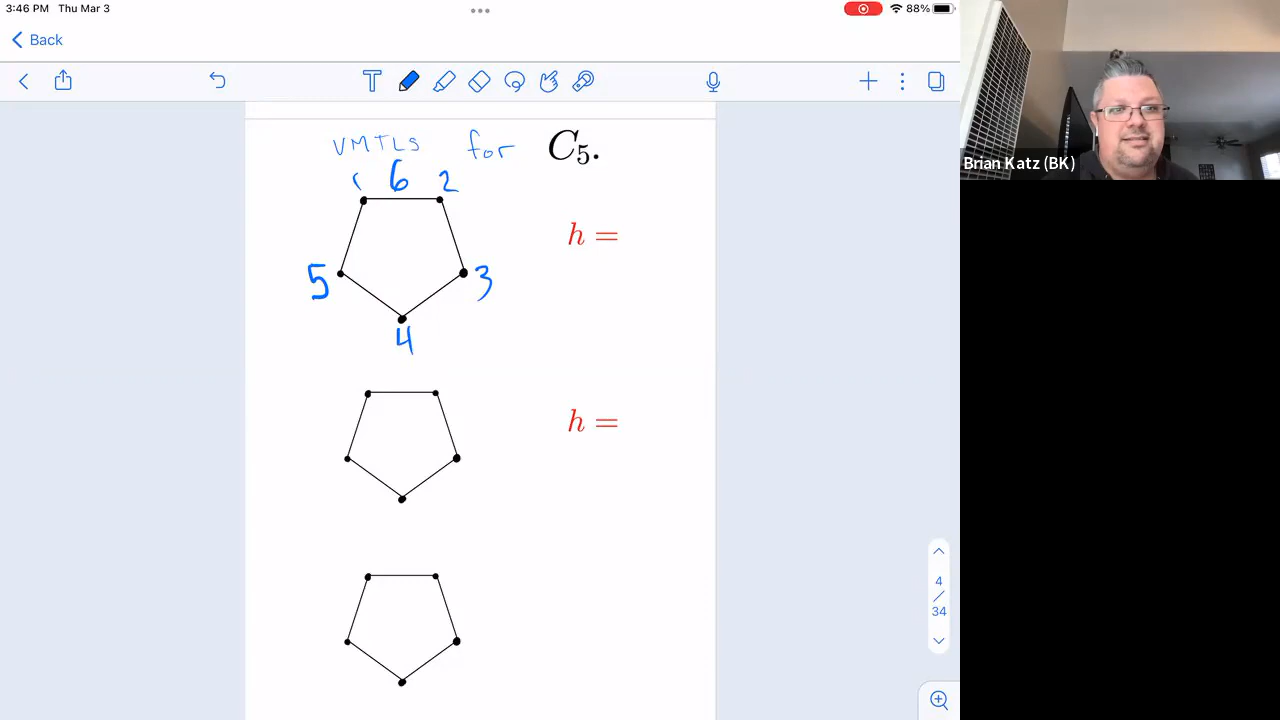 3:46 PM Thu Mar 3
88%
Back
T
VMTLS for C₅.
1 6 2
h =
5 3
4
h =
4
/
34
Brian Katz (BK)